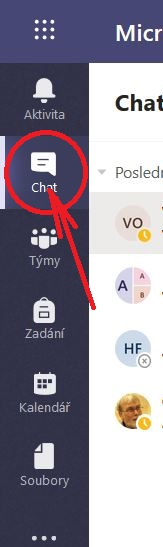 Micr
Aktivita
Chat
Chat
Posledn
VO
Týmy
A
A
B
Zadání
HF
Kalendář
Soubory